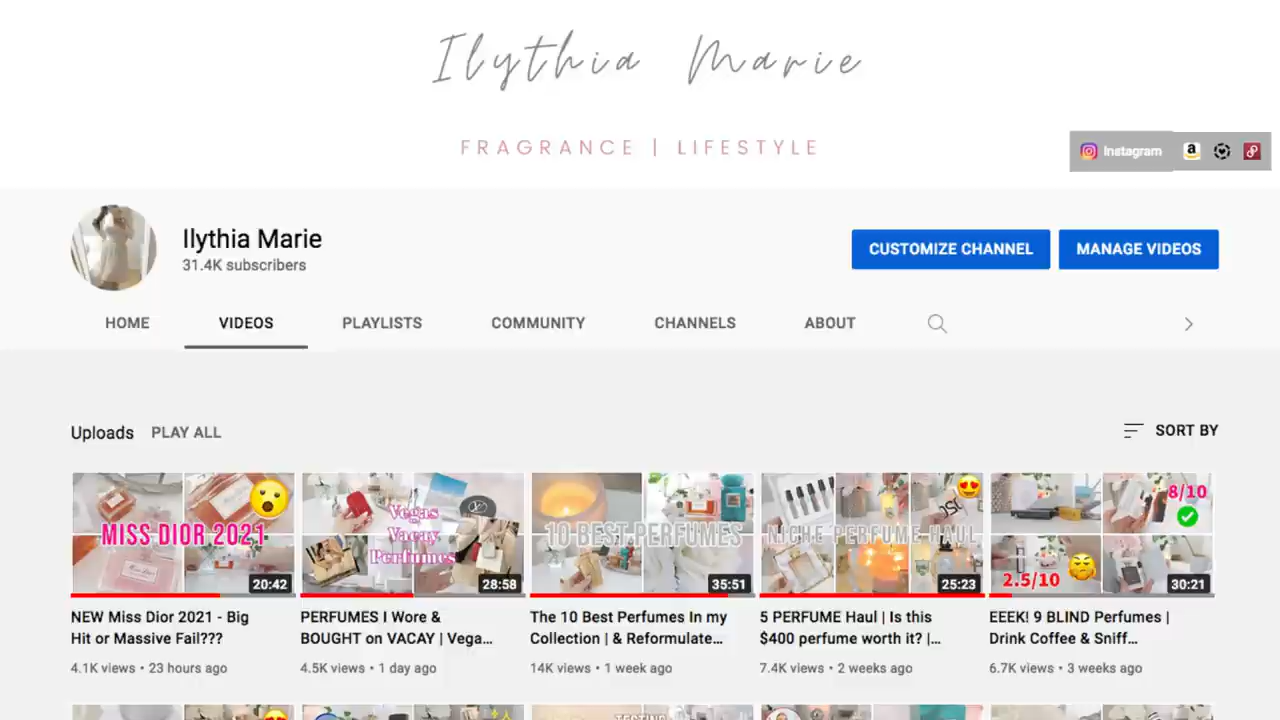 Ilythia Marie
FRAGRANCE | LIFESTYLE
Instagram
Ilythia Marie
31.4K subscribers
CUSTOMIZE CHANNEL
MANAGE VIDEOS
HOME
VIDEOS
PLAYLISTS
COMMUNITY
CHANNELS
ABOUT
Uploads
PLAY ALL
SORT BY
MISS DIOR 2021
20:42
Vegas
Vacay
Perfumes
28:58
10 BEST PERFUMES
35:51
NICHE PERFUME HAUL
25:23
8/10
2.5/10
30:21
NEW Miss Dior 2021 - Big
Hit or Massive Fail???
4.1K views • 23 hours ago
PERFUMES I Wore &
BOUGHT on VACAY | Vega...
4.5K views • 1 day ago
The 10 Best Perfumes In my
Collection | & Reformulate...
14K views • 1 week ago
5 PERFUME Haul | Is this
$400 perfume worth it? |...
7.4K views • 2 weeks ago
EEEK! 9 BLIND Perfumes |
Drink Coffee & Sniff...
6.7K views • 3 weeks ago
TESTING